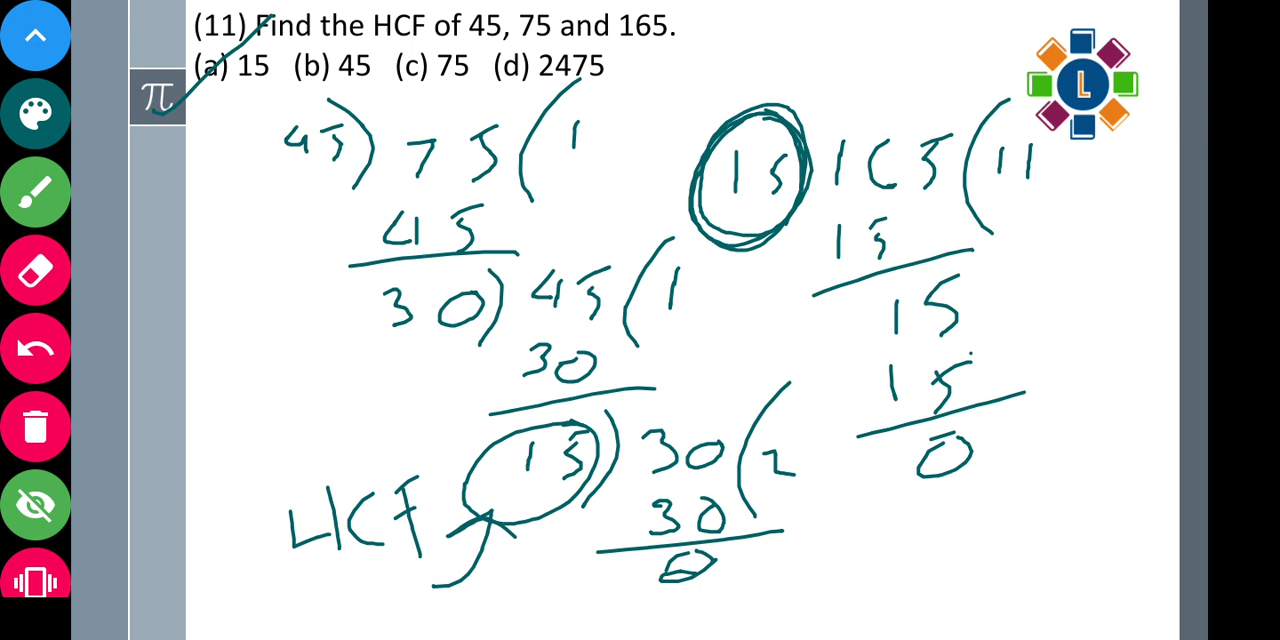 (11) Find the HCF of 45, 75 and 165.
(a) 15 (b) 45 (c) 75 (d) 2475
π
L
45) 75 (1
45
30) 45 (1
30
15) 30 (2
30
0
HCF
15) 165 (11
15
15
15
0